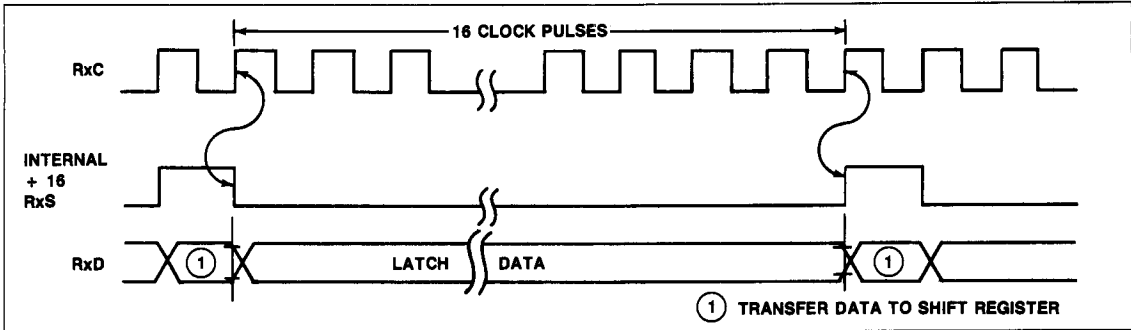 16 CLOCK PULSES
RxC
INTERNAL
+ 16
RxS
RxD
1
LATCH DATA
1
1 TRANSFER DATA TO SHIFT REGISTER